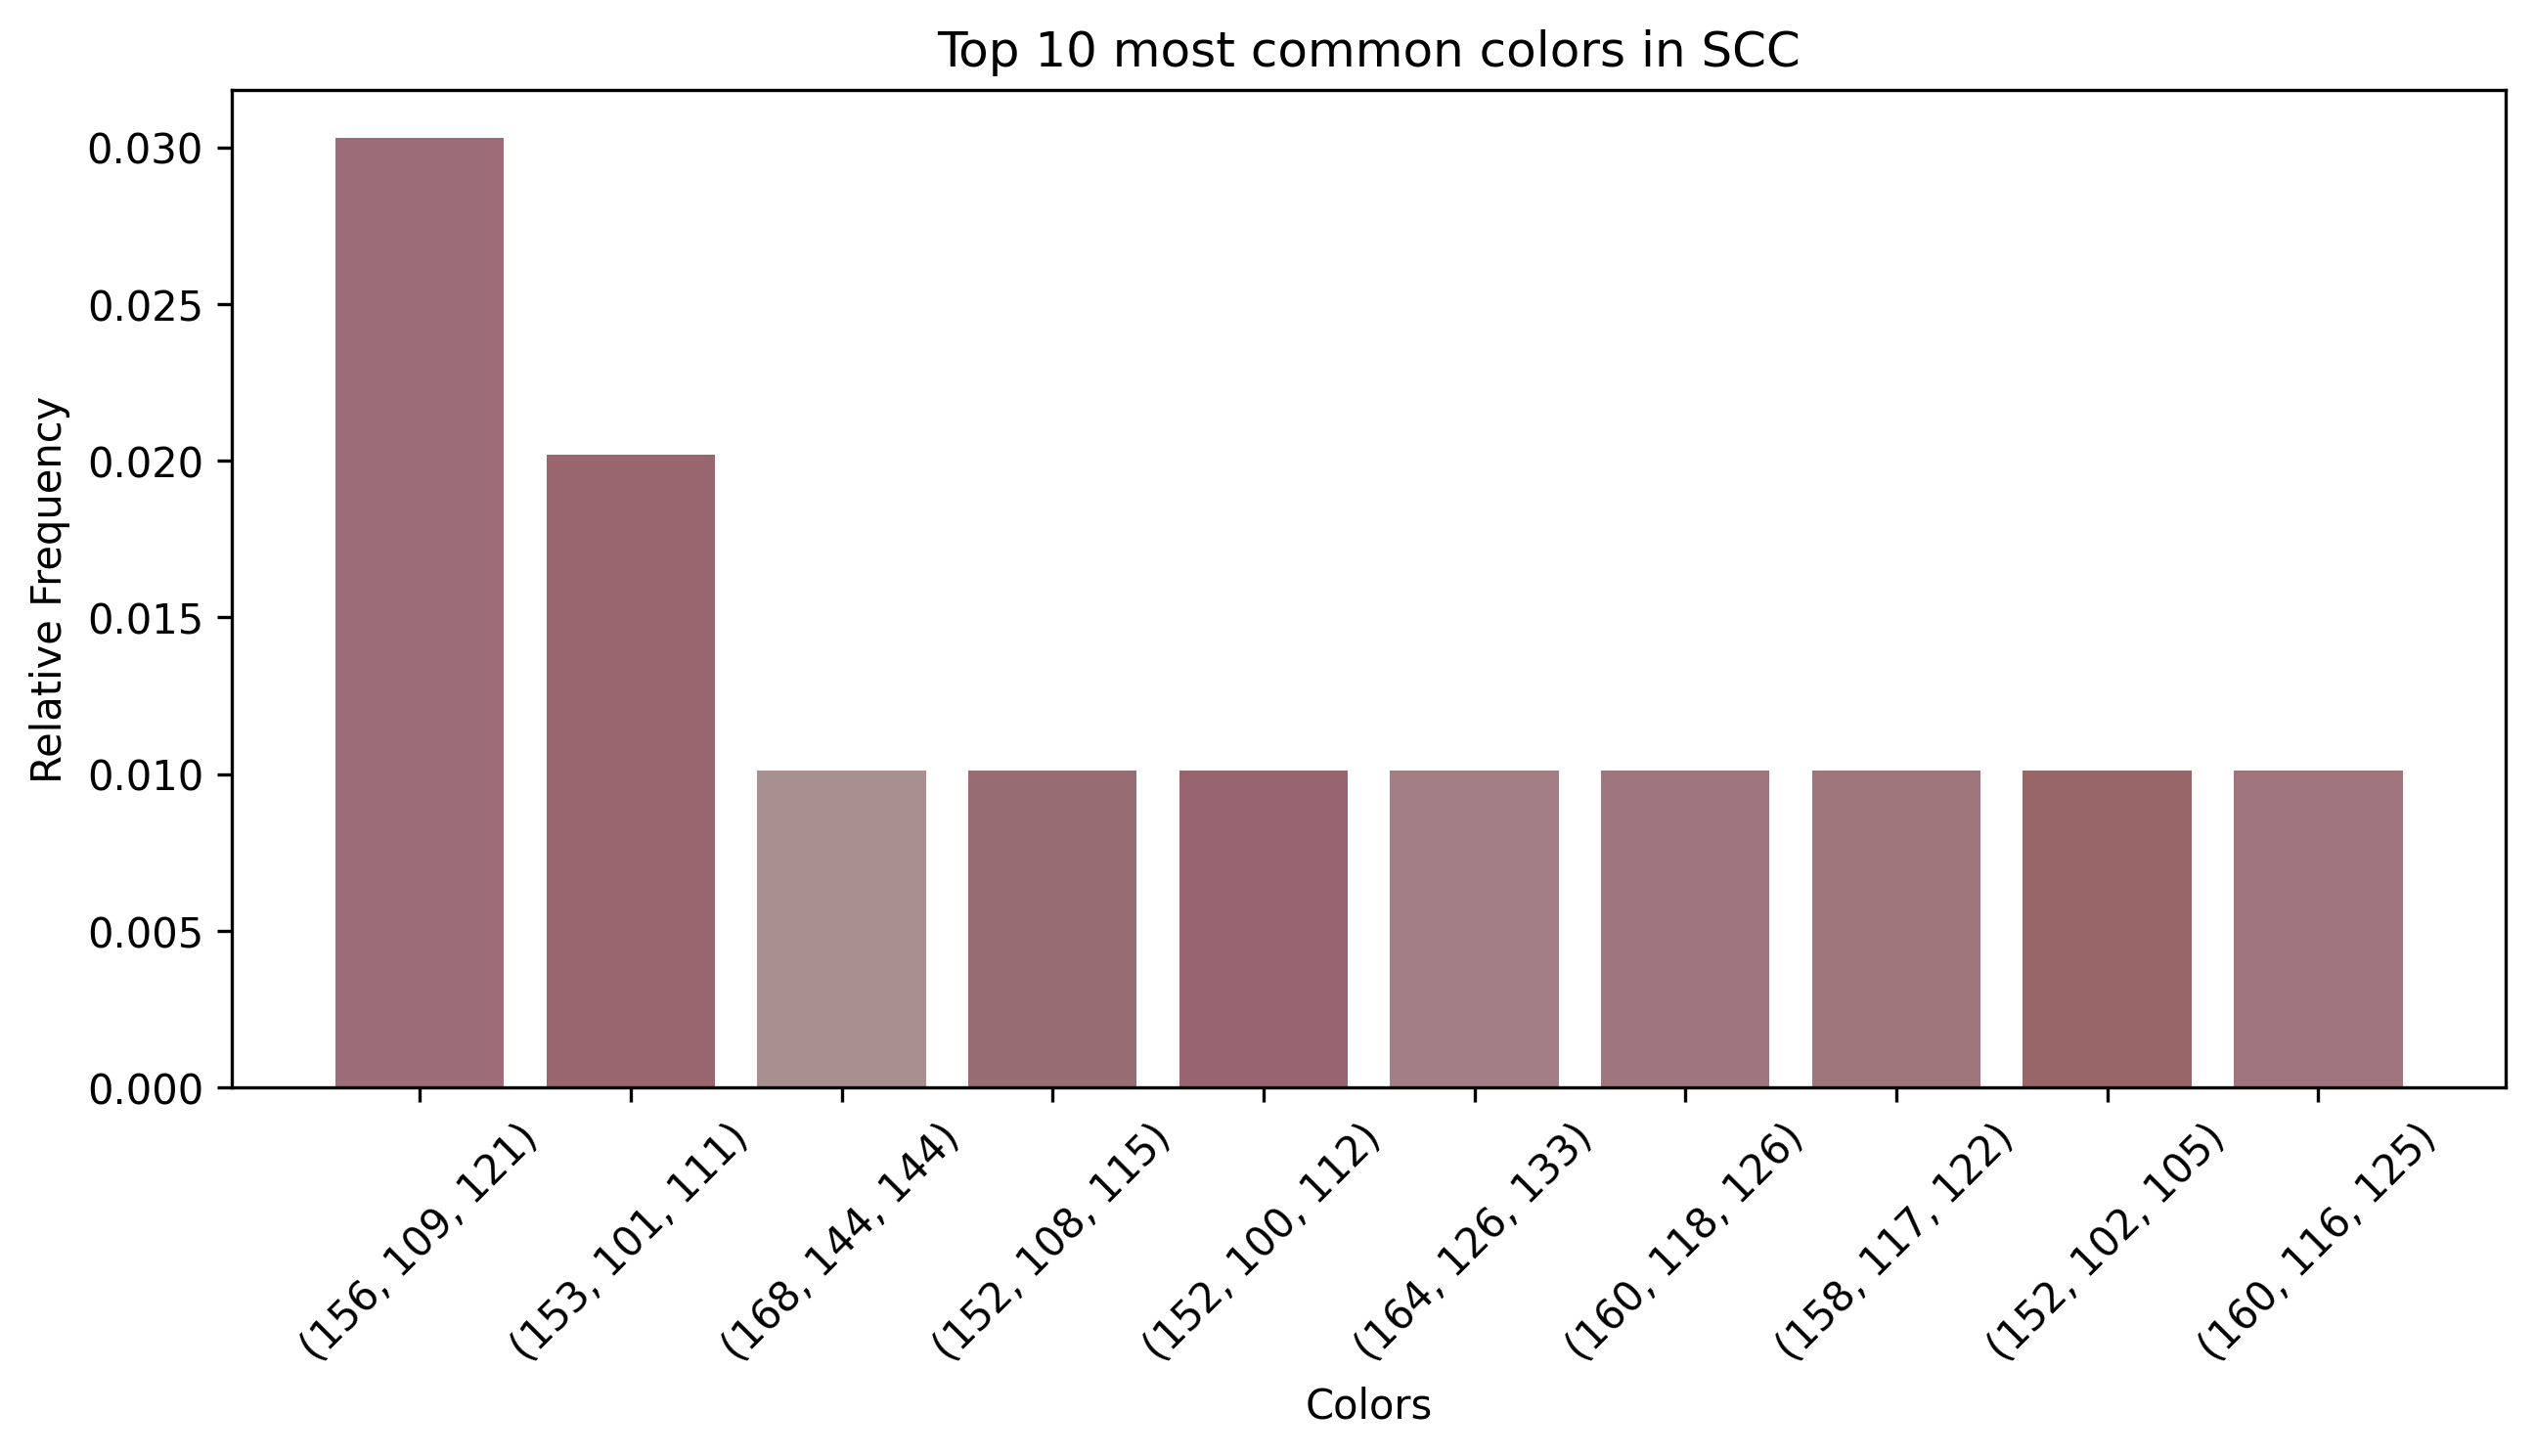 Top 10 most common colors in SCC
Relative Frequency
0.030
0.025
0.020
0.015
0.010
0.005
0.000
(156, 109, 121)
(153, 101, 111)
(168, 144, 144)
(152, 108, 115)
(152, 100, 112)
(164, 126, 133)
(160, 118, 126)
(158, 117, 122)
(152, 102, 105)
(160, 116, 125)
Colors